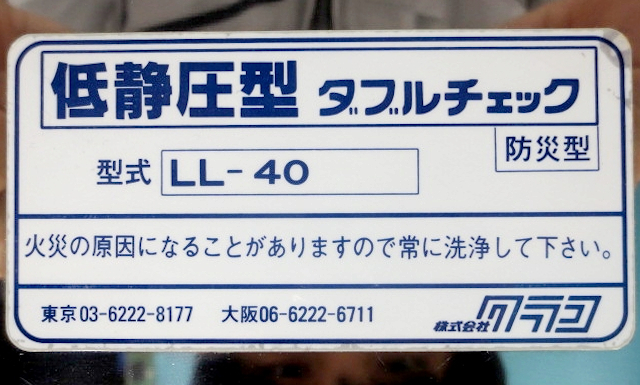 低静圧型 ダブルチェック
防災型
型式 LL-40
火災の原因になることがありますので常に洗浄して下さい。
東京03-6222-8177 大阪06-6222-6711 株式会社クラコ